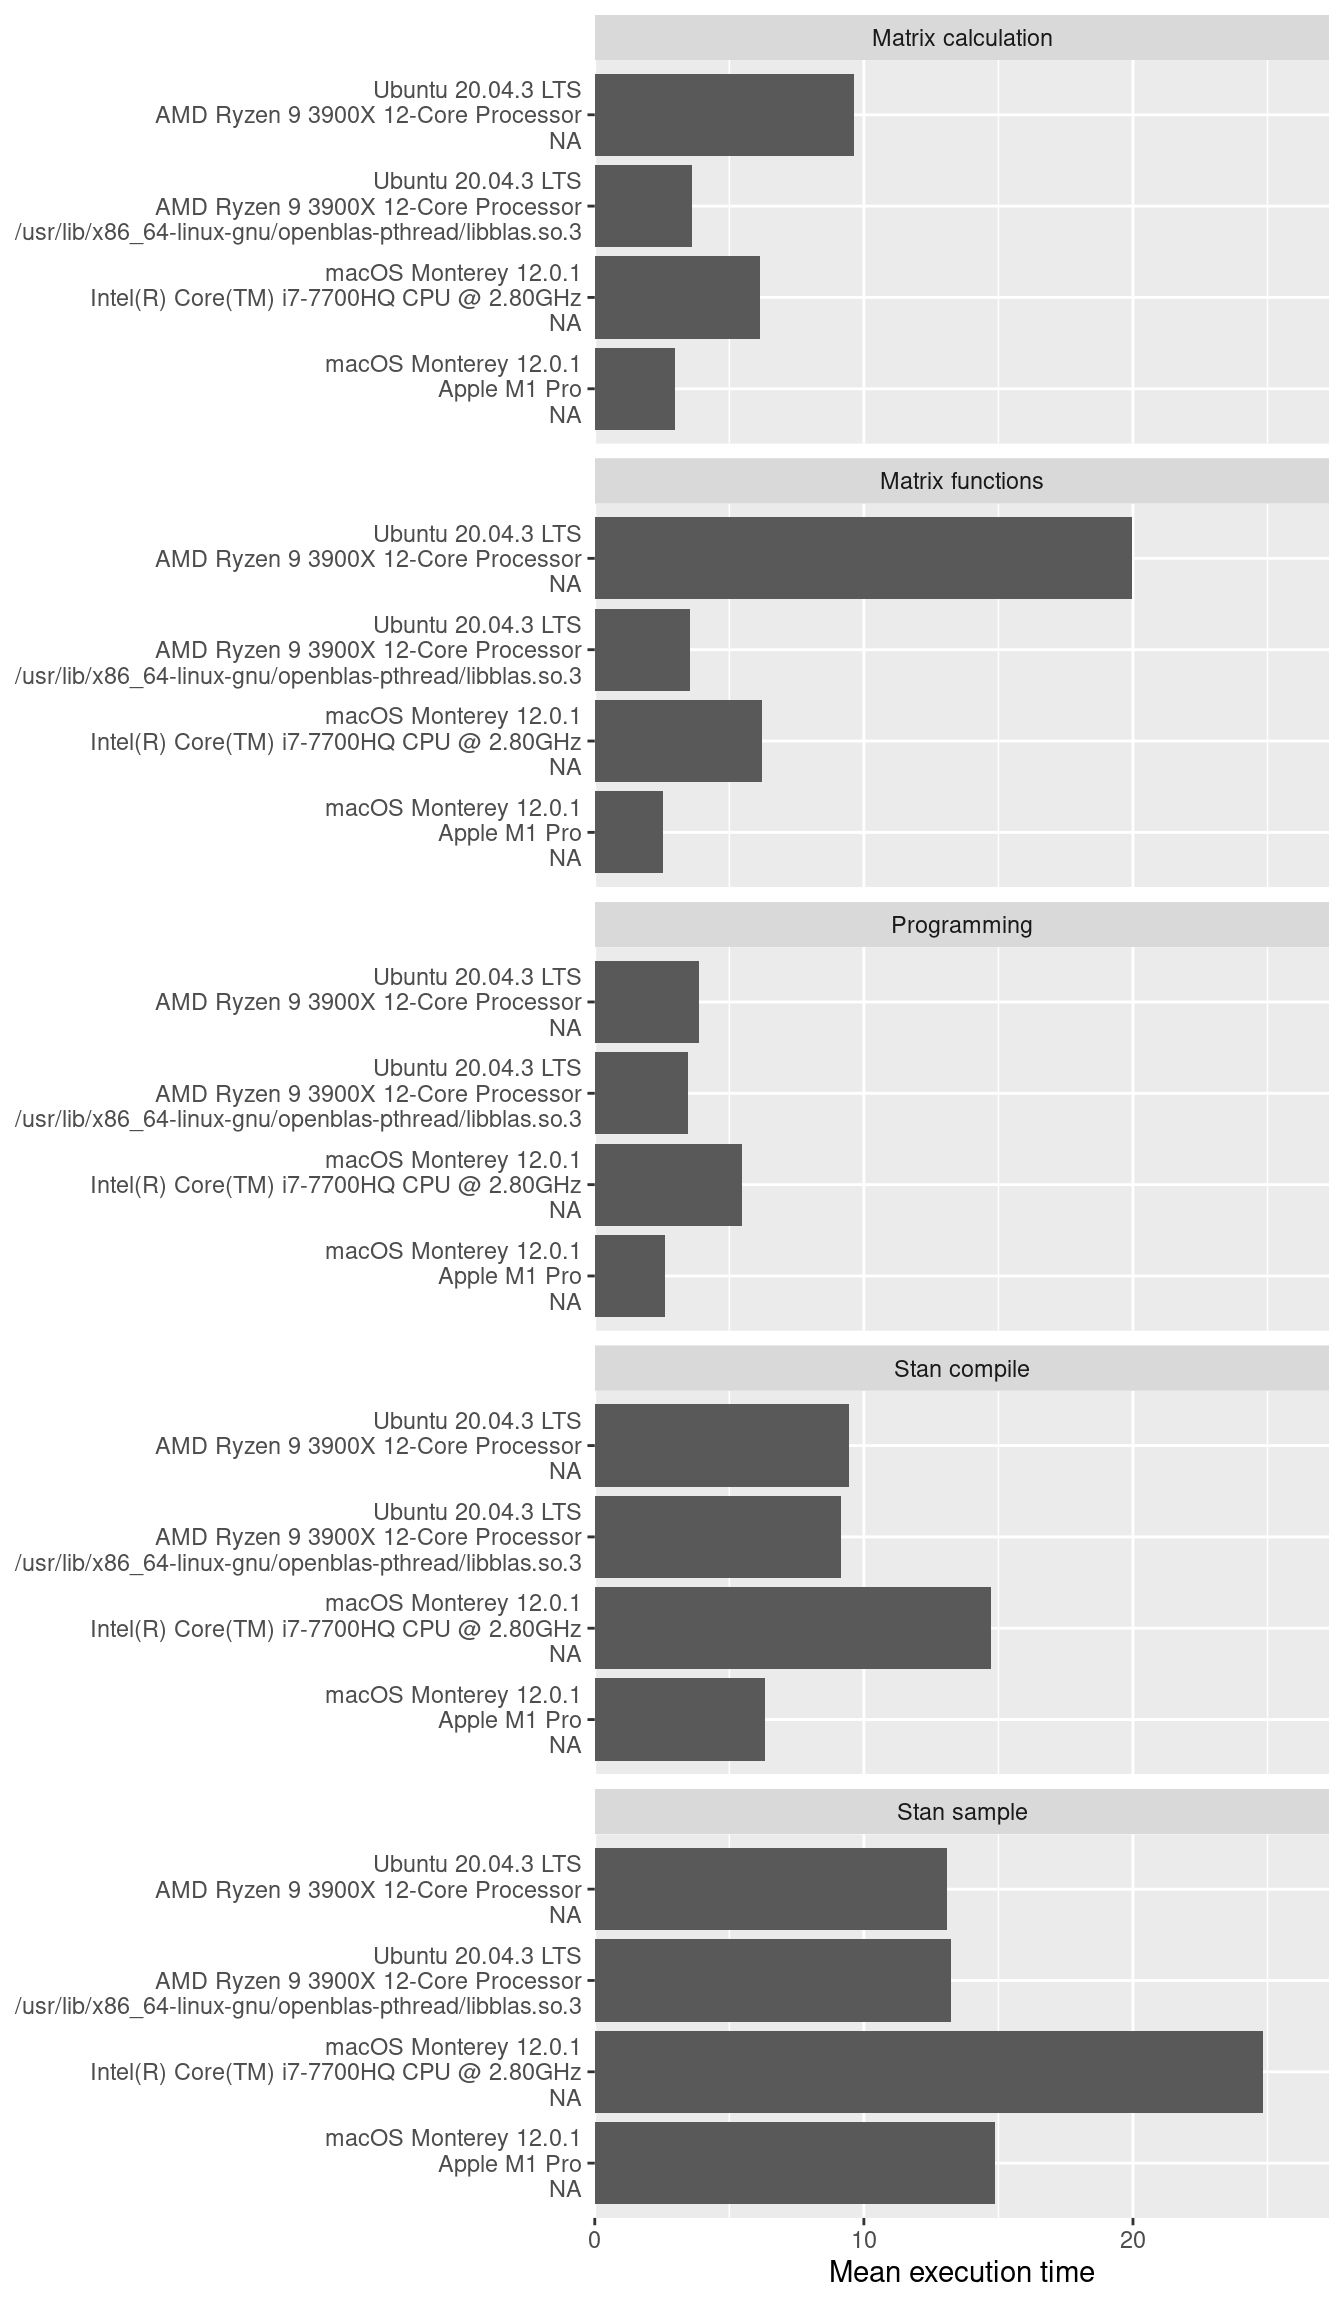 Matrix calculation
Ubuntu 20.04.3 LTS
AMD Ryzen 9 3900X 12-Core Processor
NA
Ubuntu 20.04.3 LTS
AMD Ryzen 9 3900X 12-Core Processor
/usr/lib/x86_64-linux-gnu/openblas-pthread/libblas.so.3
macOS Monterey 12.0.1
Intel(R) Core(TM) i7-7700HQ CPU @ 2.80GHz
NA
macOS Monterey 12.0.1
Apple M1 Pro
NA
Matrix functions
Ubuntu 20.04.3 LTS
AMD Ryzen 9 3900X 12-Core Processor
NA
Ubuntu 20.04.3 LTS
AMD Ryzen 9 3900X 12-Core Processor
/usr/lib/x86_64-linux-gnu/openblas-pthread/libblas.so.3
macOS Monterey 12.0.1
Intel(R) Core(TM) i7-7700HQ CPU @ 2.80GHz
NA
macOS Monterey 12.0.1
Apple M1 Pro
NA
Programming
Ubuntu 20.04.3 LTS
AMD Ryzen 9 3900X 12-Core Processor
NA
Ubuntu 20.04.3 LTS
AMD Ryzen 9 3900X 12-Core Processor
/usr/lib/x86_64-linux-gnu/openblas-pthread/libblas.so.3
macOS Monterey 12.0.1
Intel(R) Core(TM) i7-7700HQ CPU @ 2.80GHz
NA
macOS Monterey 12.0.1
Apple M1 Pro
NA
Stan compile
Ubuntu 20.04.3 LTS
AMD Ryzen 9 3900X 12-Core Processor
NA
Ubuntu 20.04.3 LTS
AMD Ryzen 9 3900X 12-Core Processor
/usr/lib/x86_64-linux-gnu/openblas-pthread/libblas.so.3
macOS Monterey 12.0.1
Intel(R) Core(TM) i7-7700HQ CPU @ 2.80GHz
NA
macOS Monterey 12.0.1
Apple M1 Pro
NA
Stan sample
Ubuntu 20.04.3 LTS
AMD Ryzen 9 3900X 12-Core Processor
NA
Ubuntu 20.04.3 LTS
AMD Ryzen 9 3900X 12-Core Processor
/usr/lib/x86_64-linux-gnu/openblas-pthread/libblas.so.3
macOS Monterey 12.0.1
Intel(R) Core(TM) i7-7700HQ CPU @ 2.80GHz
NA
macOS Monterey 12.0.1
Apple M1 Pro
NA
0 10 20
Mean execution time